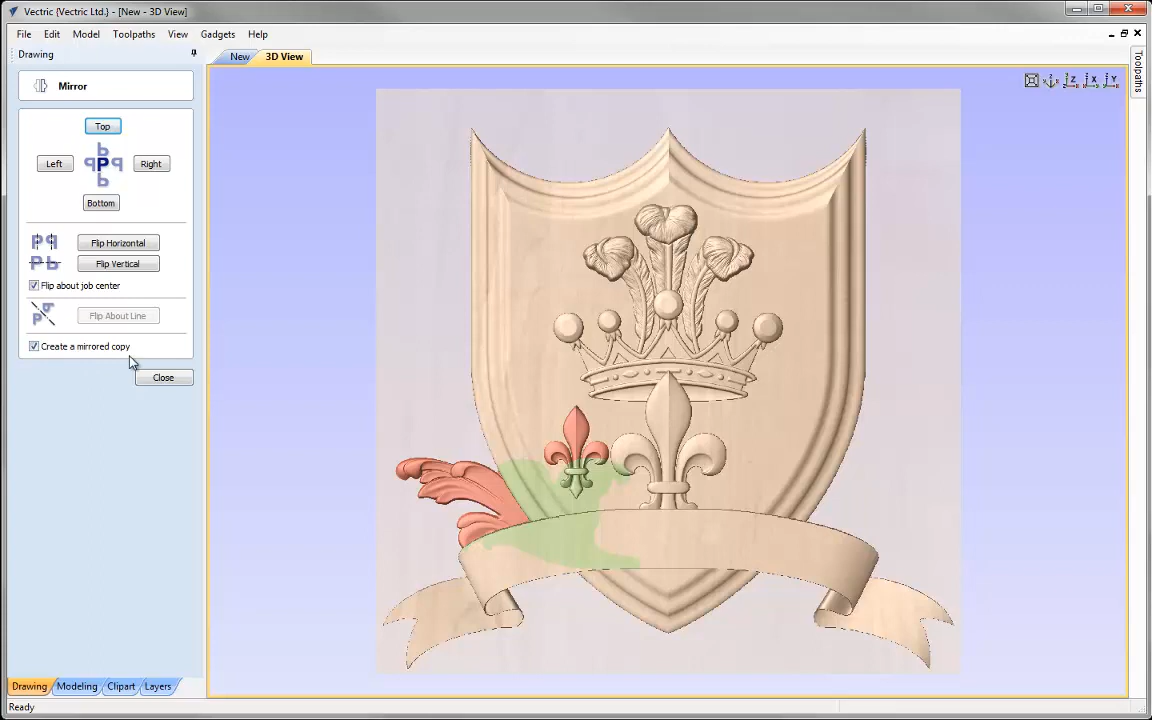 Vectric {Vectric Ltd.} - [New - 3D View]
File Edit Model Toolpaths View Gadgets Help
Drawing
New 3D View
Mirror
Top
Left Right
Bottom
Flip Horizontal
Flip Vertical
Flip about job center
Flip About Line
Create a mirrored copy
Close
Toolpaths
Drawing Modeling Clipart Layers
Ready